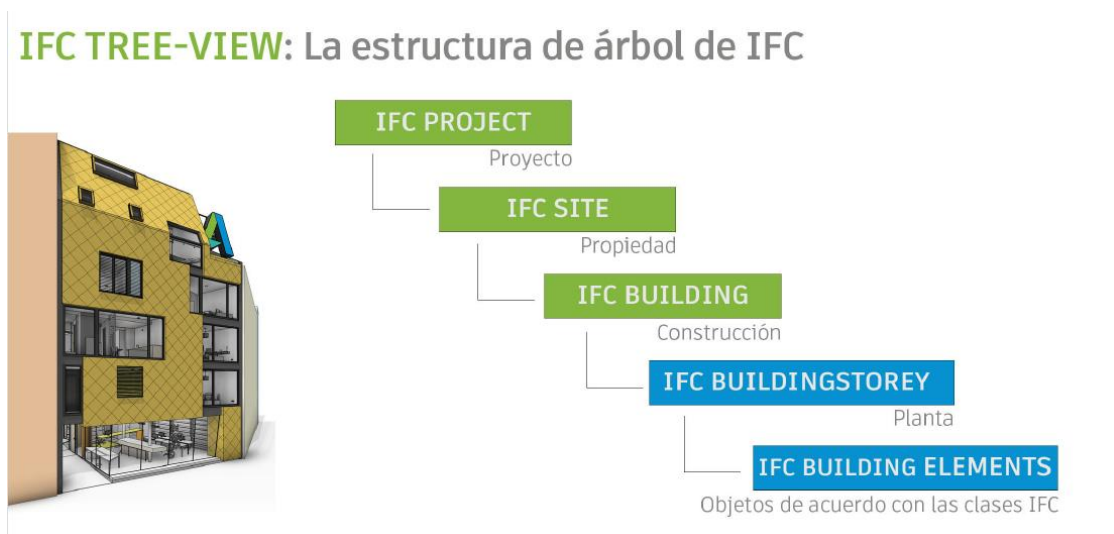 IFC TREE-VIEW: La estructura de árbol de IFC
IFC PROJECT
Proyecto
IFC SITE
Propiedad
IFC BUILDING
Construcción
IFC BUILDINGSTOREY
Planta
IFC BUILDING ELEMENTS
Objetos de acuerdo con las clases IFC